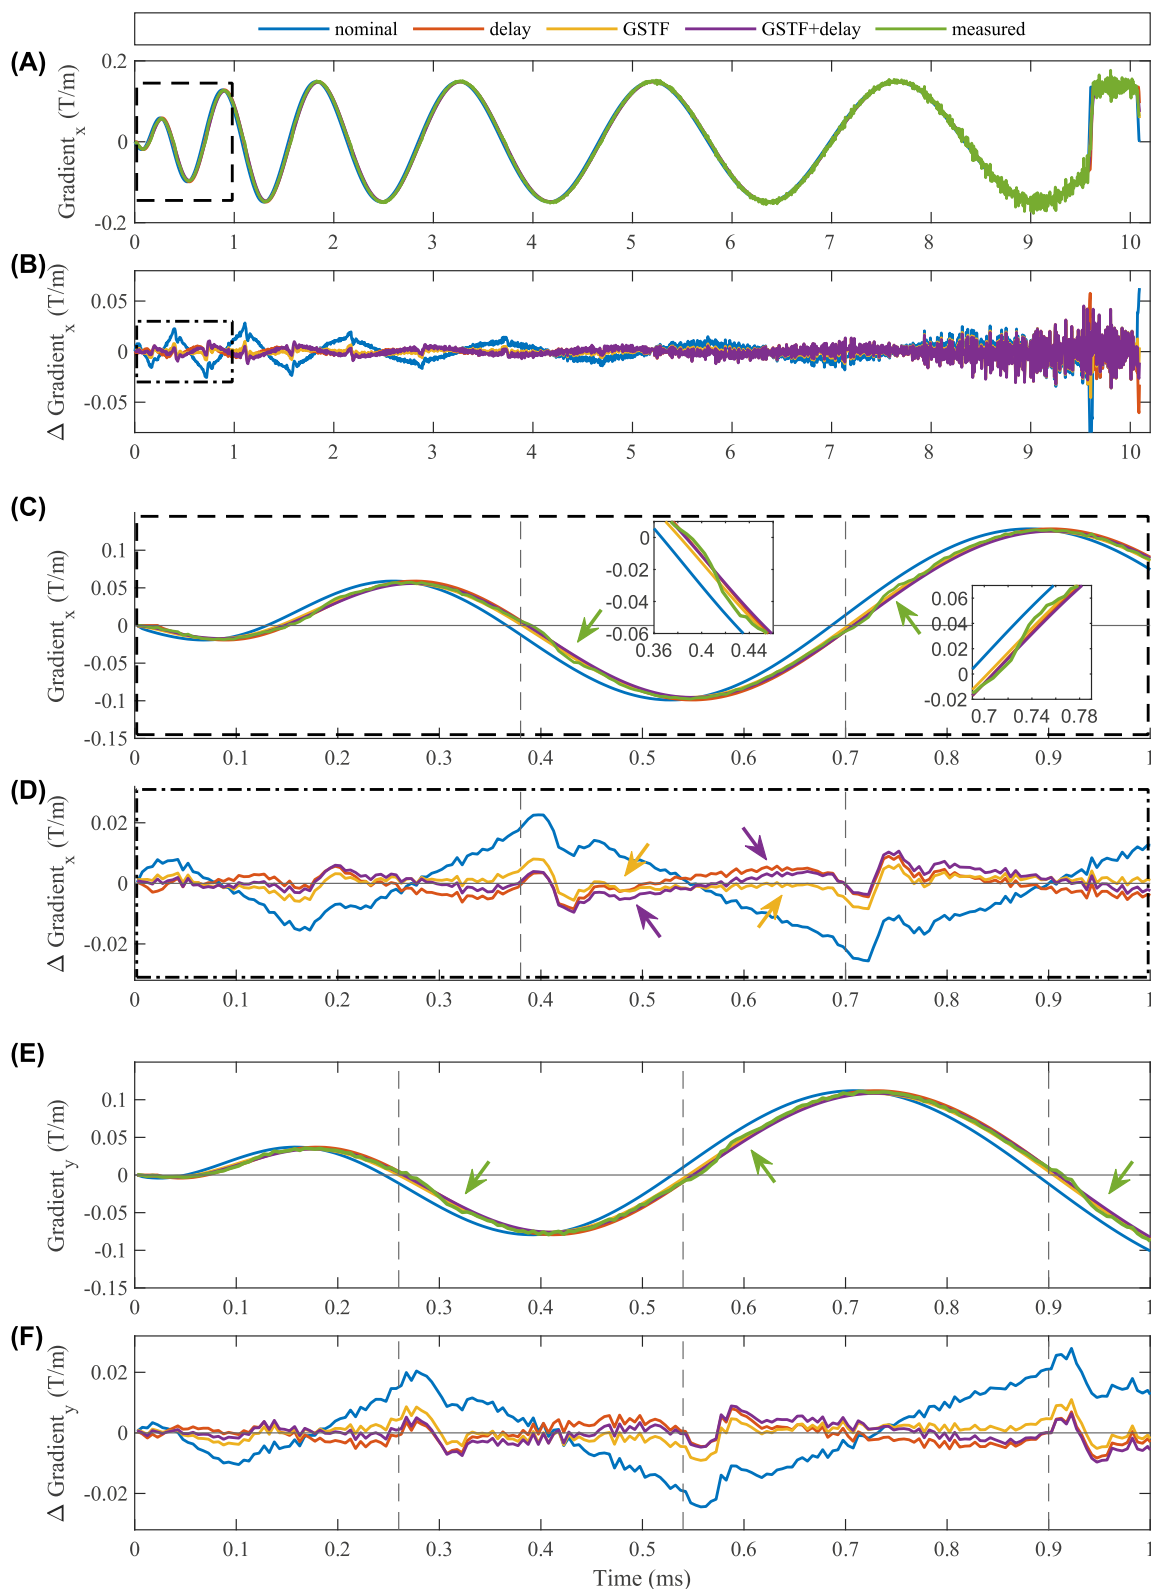 nominal delay GSTF GSTF+delay measured
(A)
Gradient_x (T/m)
0.2
0
-0.2
0 1 2 3 4 5 6 7 8 9 10
(B)
Δ Gradient_x (T/m)
0.05
0
-0.05
0 1 2 3 4 5 6 7 8 9 10
(C)
Gradient_x (T/m)
0.1
0.05
0
-0.05
-0.1
-0.15
0
-0.02
-0.04
-0.06
0.36 0.4 0.44
0.06
0.04
0.02
0
-0.02
0.7 0.74 0.78
0 0.1 0.2 0.3 0.4 0.5 0.6 0.7 0.8 0.9 1
(D)
Δ Gradient_x (T/m)
0.02
0
-0.02
0 0.1 0.2 0.3 0.4 0.5 0.6 0.7 0.8 0.9 1
(E)
Gradient_y (T/m)
0.1
0.05
0
-0.05
-0.1
-0.15
0 0.1 0.2 0.3 0.4 0.5 0.6 0.7 0.8 0.9 1
(F)
Δ Gradient_y (T/m)
0.02
0
-0.02
0 0.1 0.2 0.3 0.4 0.5 0.6 0.7 0.8 0.9 1
Time (ms)